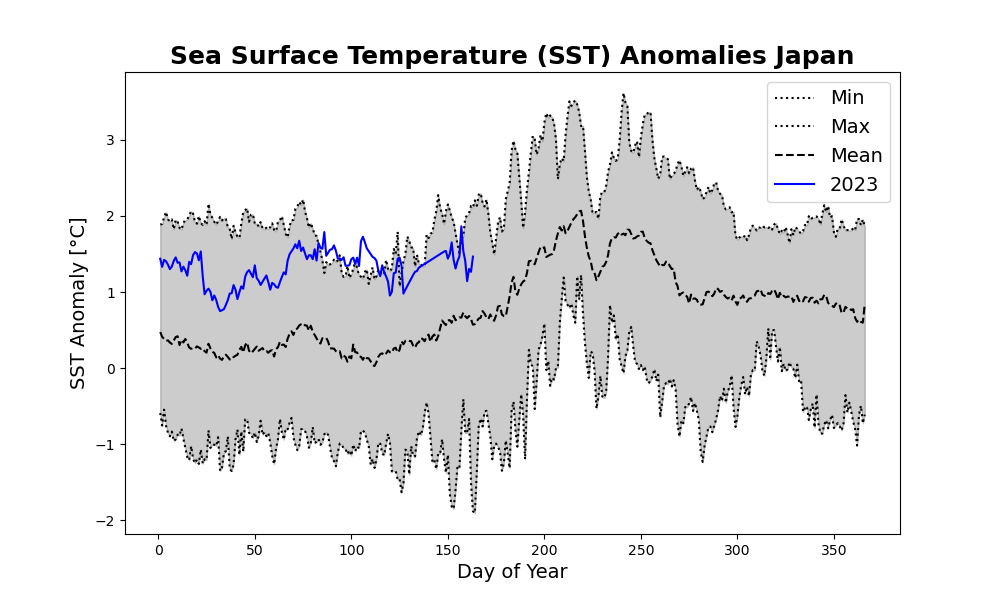 Sea Surface Temperature (SST) Anomalies Japan
Min
Max
Mean
2023
SST Anomaly [°C]
3
2
1
0
−1
−2
0 50 100 150 200 250 300 350
Day of Year